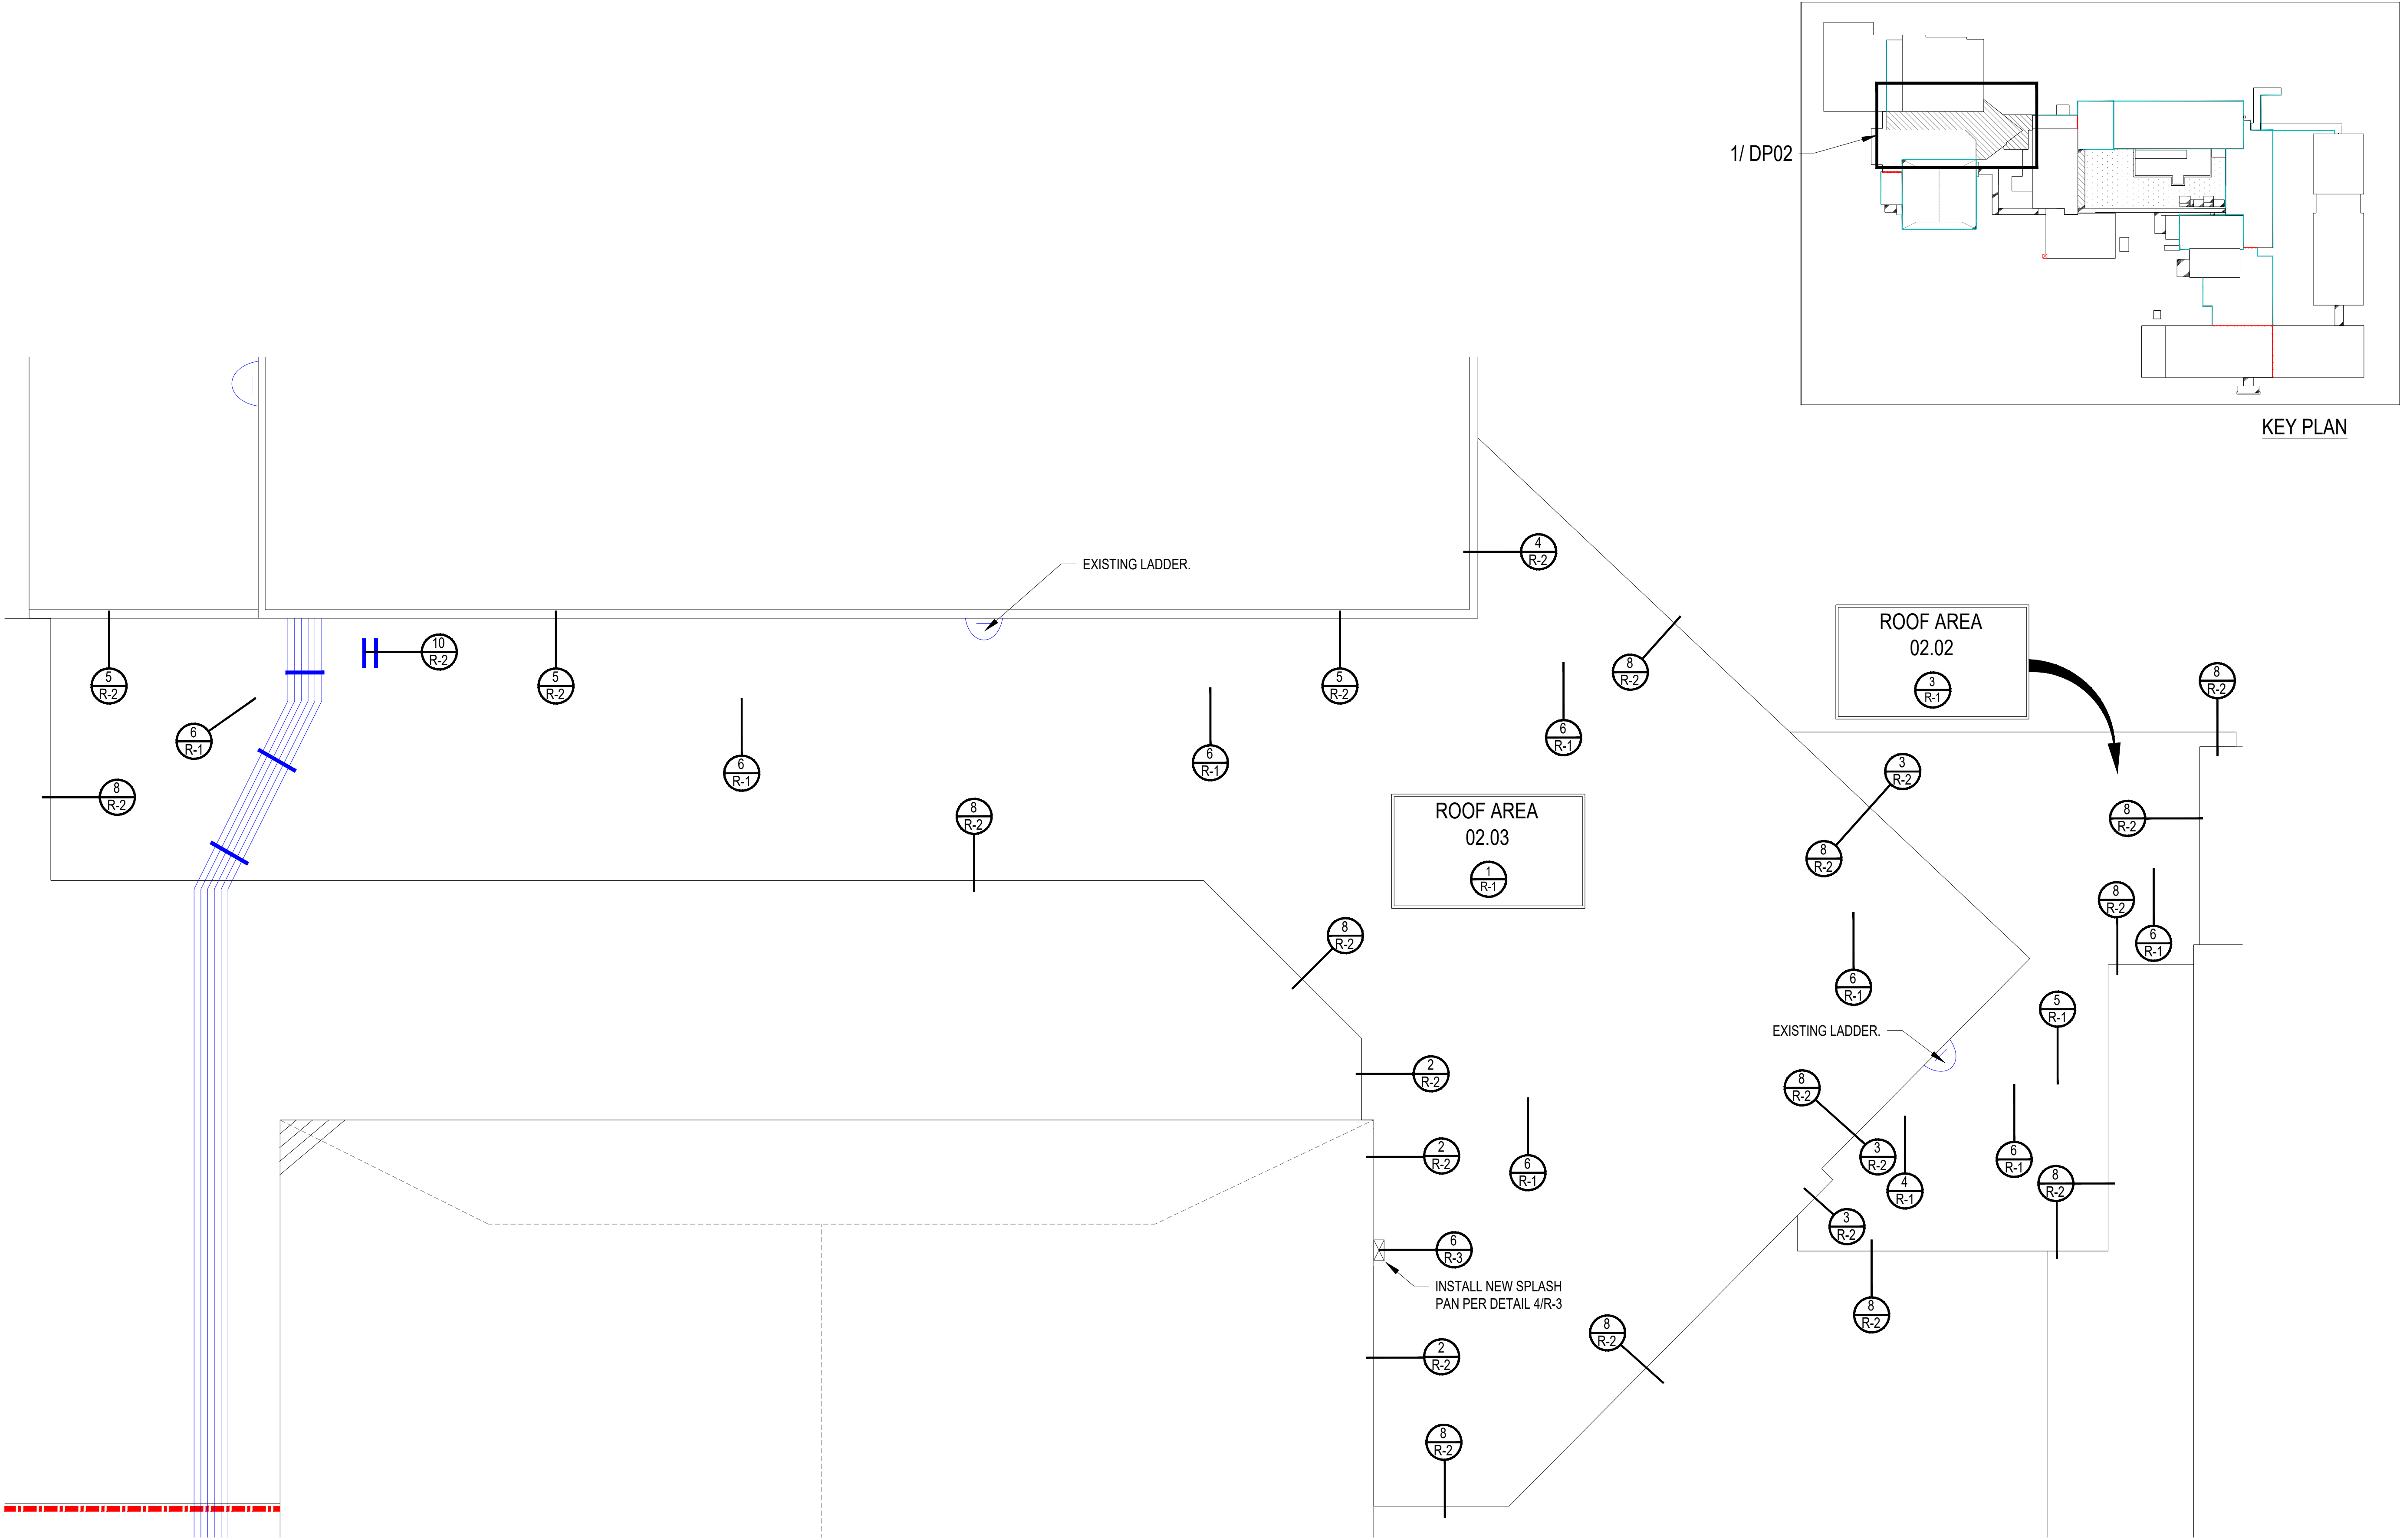 1/ DP02
KEY PLAN
EXISTING LADDER.
4
R-2
ROOF AREA
02.02
3
R-1
8
R-2
8
R-2
10
R-2
5
R-2
5
R-2
5
R-2
6
R-1
6
R-1
6
R-1
6
R-1
8
R-2
8
R-2
3
R-2
8
R-2
8
R-2
ROOF AREA
02.03
1
R-1
8
R-2
8
R-2
8
R-2
6
R-1
6
R-1
5
R-1
EXISTING LADDER.
2
R-2
8
R-2
2
R-2
6
R-1
3
R-2
4
R-1
6
R-1
8
R-2
3
R-2
6
R-3
INSTALL NEW SPLASH
PAN PER DETAIL 4/R-3
8
R-2
8
R-2
2
R-2
8
R-2